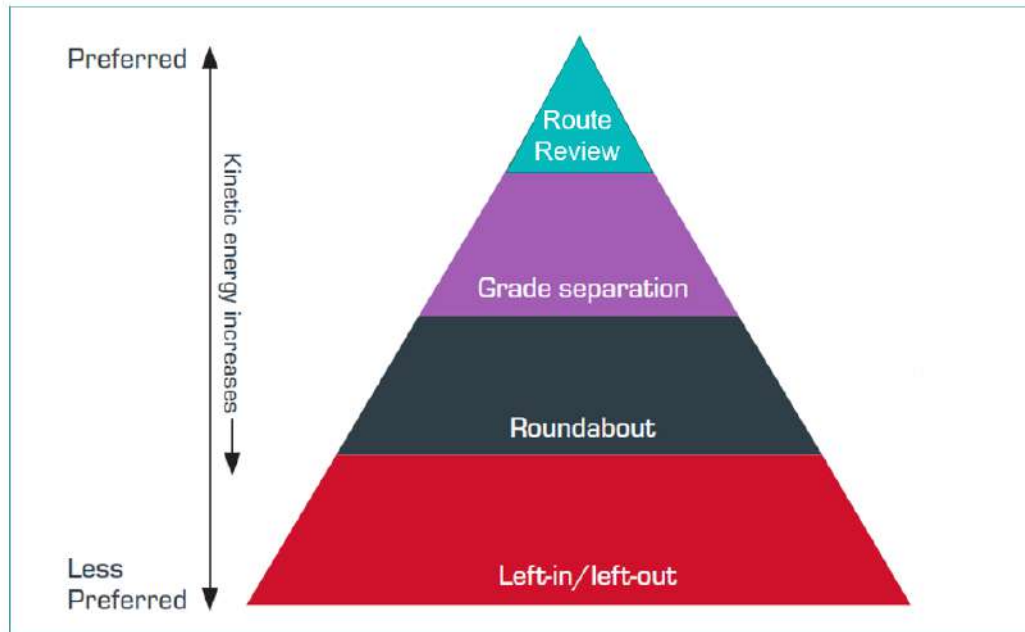 Preferred
Kinetic energy increases
Less
Preferred
Route
Review
Grade separation
Roundabout
Left-in/left-out